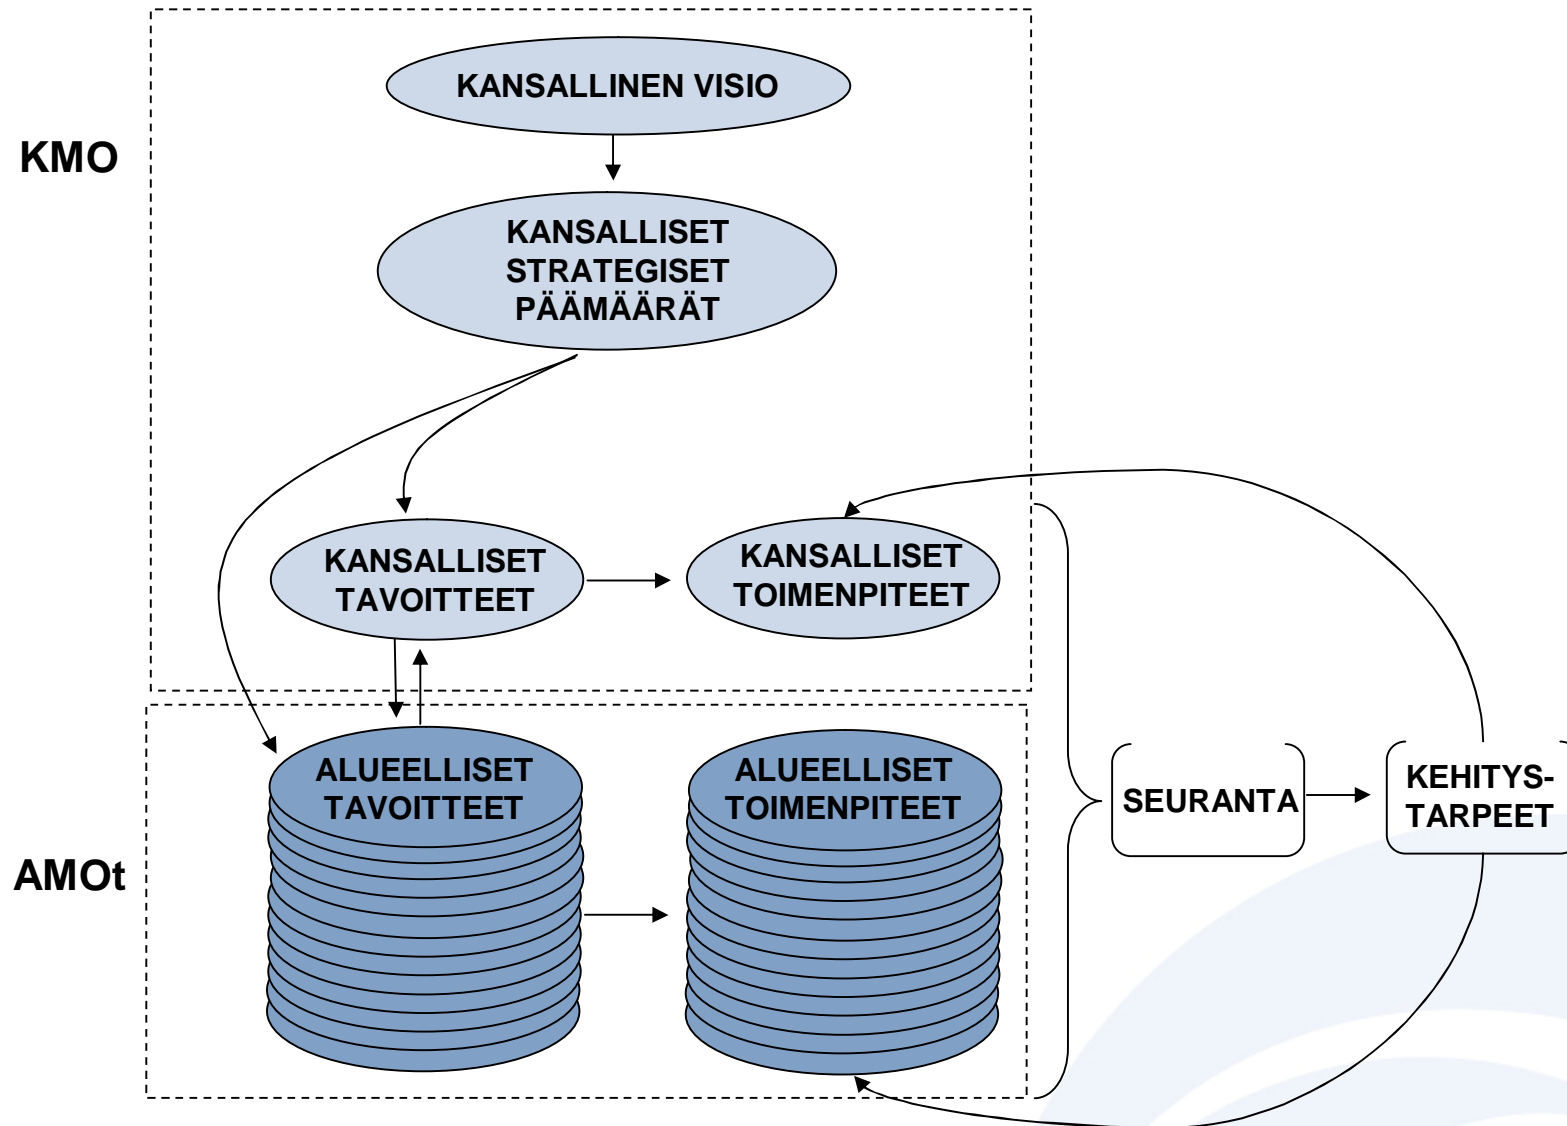 KANSALLINEN VISIO
KMO
KANSALLISET
STRATEGISET
PÄÄMÄÄRÄT
KANSALLISET
TAVOITTEET
KANSALLISET
TOIMENPITEET
ALUEELLISET
TAVOITTEET
ALUEELLISET
TOIMENPITEET
SEURANTA
KEHITYS-
TARPEET
AMOt